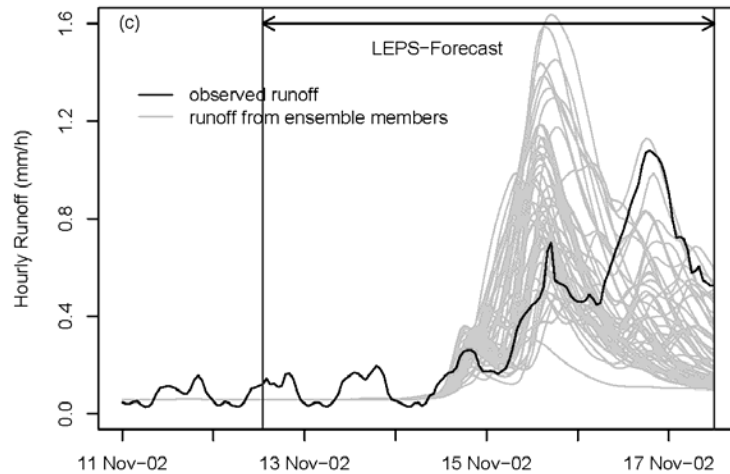 (c)
LEPS-Forecast
observed runoff
runoff from ensemble members
Hourly Runoff (mm/h)
1.6
1.2
0.8
0.4
0.0
11 Nov-02 13 Nov-02 15 Nov-02 17 Nov-02